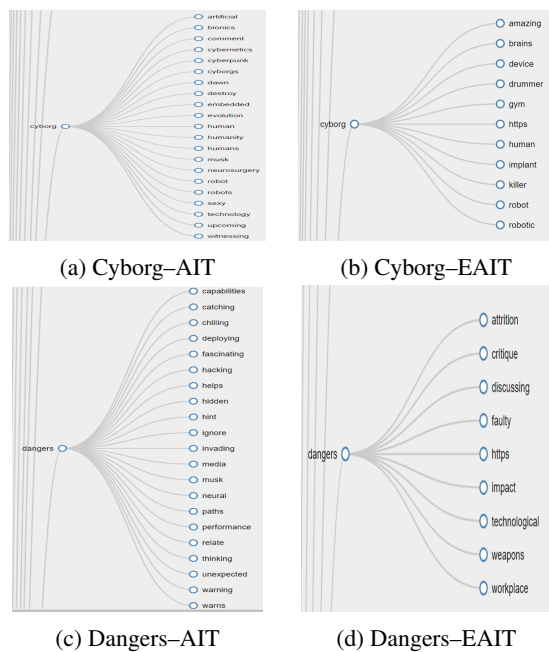 artificial
bionics
comment
cybernetics
cyberpunk
cyborgs
dawn
destroy
embedded
evolution
cyborg
human
humanity
humans
musk
neurosurgery
robot
robots
sexy
technology
upcoming
witnessing
(a) Cyborg–AIT
amazing
brains
device
drummer
gym
cyborg
https
human
implant
killer
robot
robotic
(b) Cyborg–EAIT
capabilities
catching
chilling
deploying
fascinating
hacking
helps
hidden
hint
ignore
dangers
invading
media
musk
neural
paths
performance
relate
thinking
unexpected
warning
warns
(c) Dangers–AIT
attrition
critique
discussing
faulty
dangers
https
impact
technological
weapons
workplace
(d) Dangers–EAIT